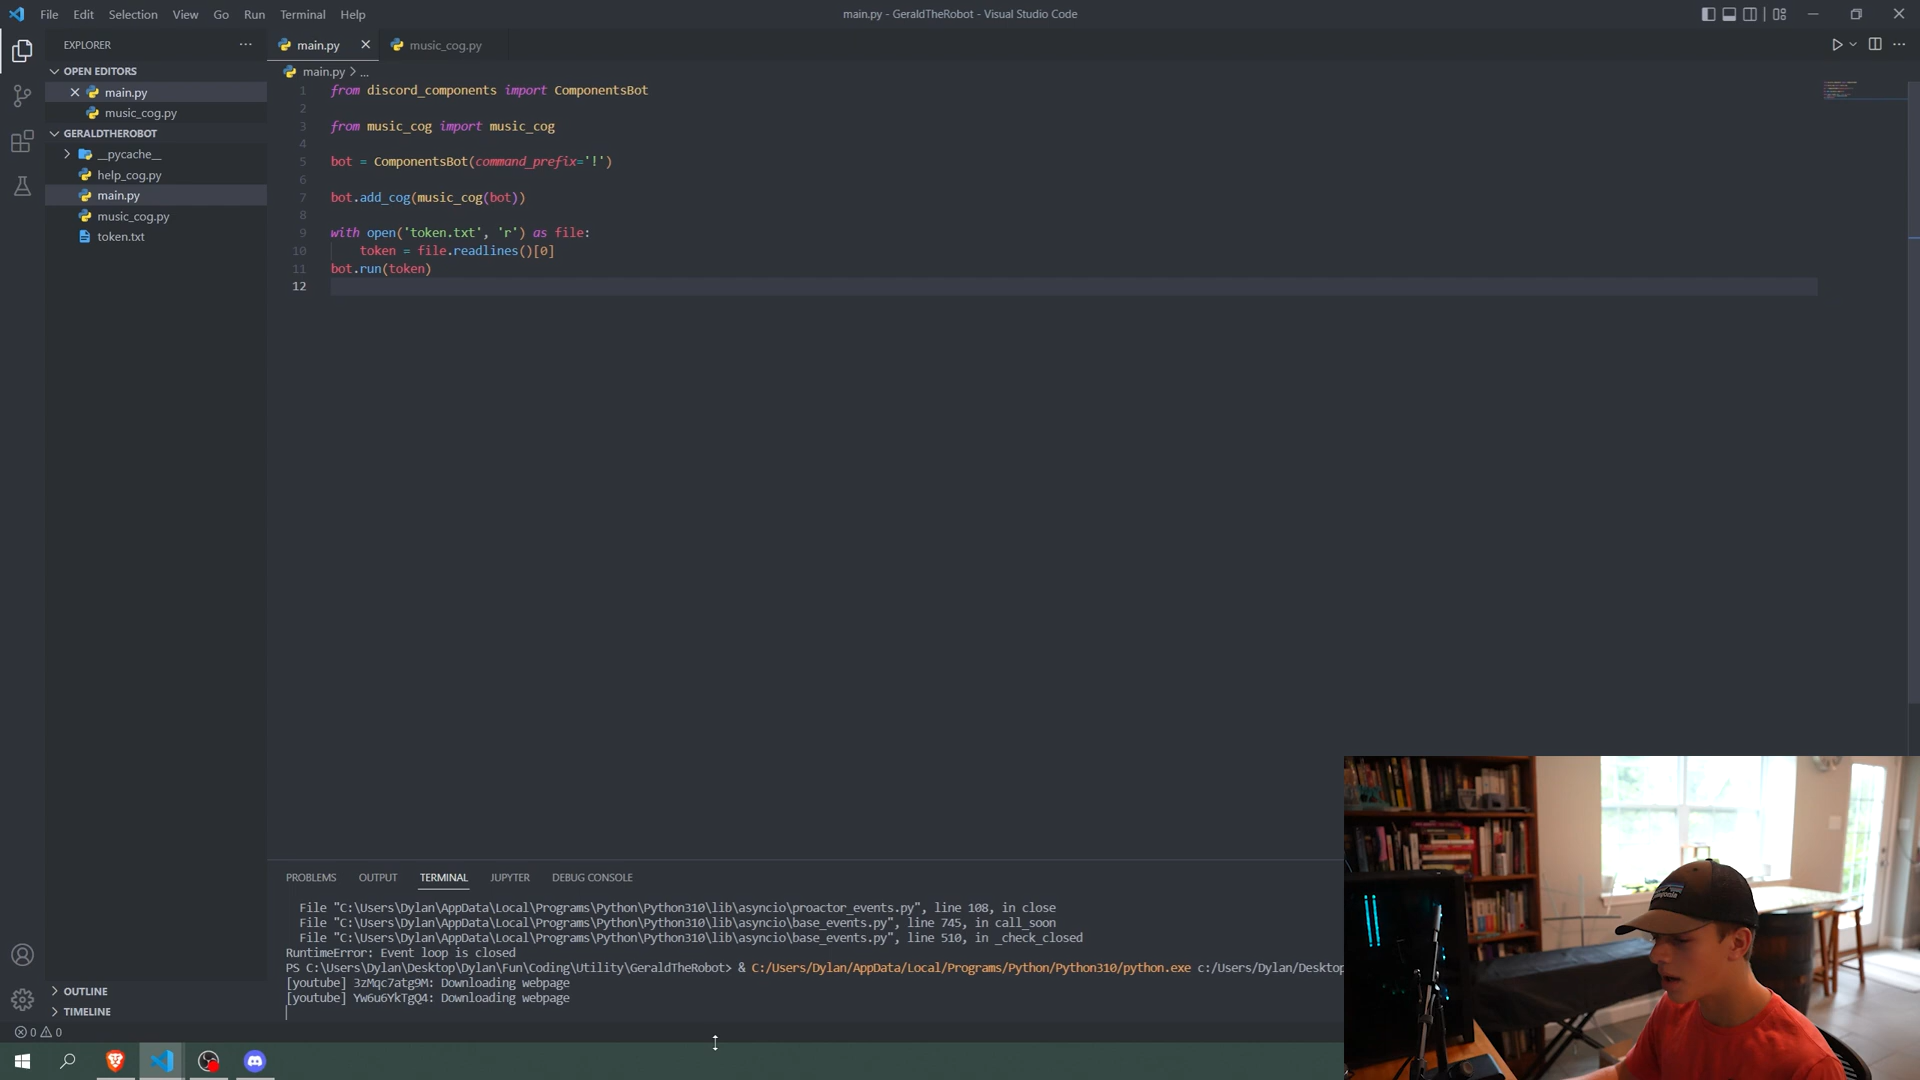 File Edit Selection View Go Run Terminal Help
main.py - GeraldTheRobot - Visual Studio Code
EXPLORER
main.py
music_cog.py
OPEN EDITORS
main.py
music_cog.py
GERALDTHEROBOT
__pycache__
help_cog.py
main.py
music_cog.py
token.txt
main.py > ...
1 from discord_components import ComponentsBot
2
3 from music_cog import music_cog
4
5 bot = ComponentsBot(command_prefix='!')
6
7 bot.add_cog(music_cog(bot))
8
9 with open('token.txt', 'r') as file:
10 token = file.readlines()[0]
11 bot.run(token)
12
PROBLEMS OUTPUT TERMINAL JUPYTER DEBUG CONSOLE
File "C:\Users\Dylan\AppData\Local\Programs\Python\Python310\lib\asyncio\proactor_events.py", line 108, in close
File "C:\Users\Dylan\AppData\Local\Programs\Python\Python310\lib\asyncio\base_events.py", line 745, in call_soon
File "C:\Users\Dylan\AppData\Local\Programs\Python\Python310\lib\asyncio\base_events.py", line 510, in _check_closed
RuntimeError: Event loop is closed
PS C:\Users\Dylan\Desktop\Dylan\Fun\Coding\Utility\GeraldTheRobot> & C:/Users/Dylan/AppData/Local/Programs/Python/Python310/python.exe c:/Users/Dylan/Desktop
[youtube] 3zMqc7atg9M: Downloading webpage
[youtube] Yw6u6YkTgQ4: Downloading webpage
OUTLINE
TIMELINE
0 0